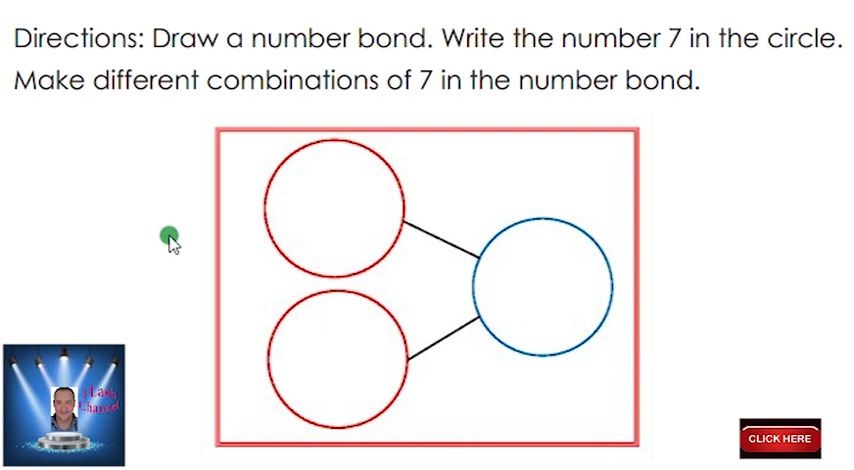 Directions: Draw a number bond. Write the number 7 in the circle.
Make different combinations of 7 in the number bond.
CLICK HERE